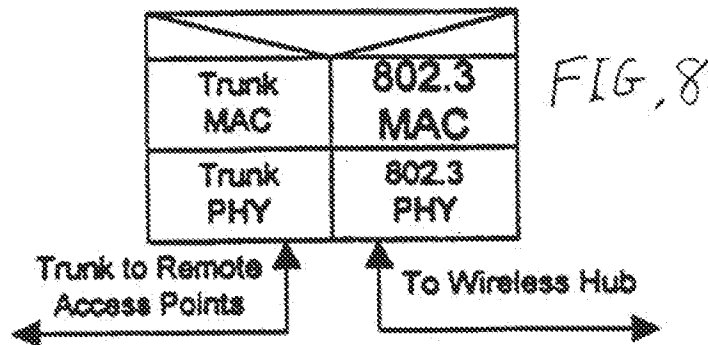 Trunk
MAC
802.3
MAC
FIG. 8
Trunk
PHY
802.3
PHY
Trunk to Remote
Access Points
To Wireless Hub